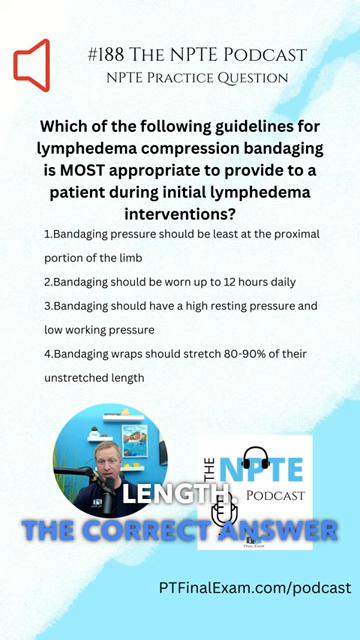 #188 The NPTE Podcast
NPTE Practice Question
Which of the following guidelines for
lymphedema compression bandaging
is MOST appropriate to provide to a
patient during initial lymphedema
interventions?
1.Bandaging pressure should be least at the proximal
portion of the limb
2.Bandaging should be worn up to 12 hours daily
3.Bandaging should have a high resting pressure and
low working pressure
4.Bandaging wraps should stretch 80-90% of their
unstretched length
THE
NPTE
PODCAST
FINAL EXAM
LENGTH.
THE CORRECT ANSWER
PTFinalExam.com/podcast